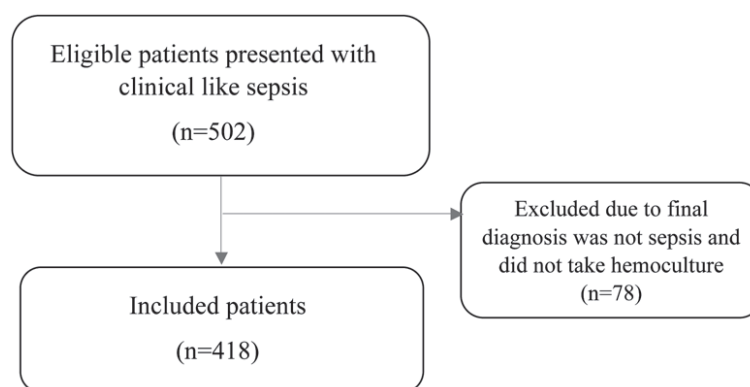 Eligible patients presented with
clinical like sepsis
(n=502)
Excluded due to final
diagnosis was not sepsis and
did not take hemoculture
(n=78)
Included patients
(n=418)